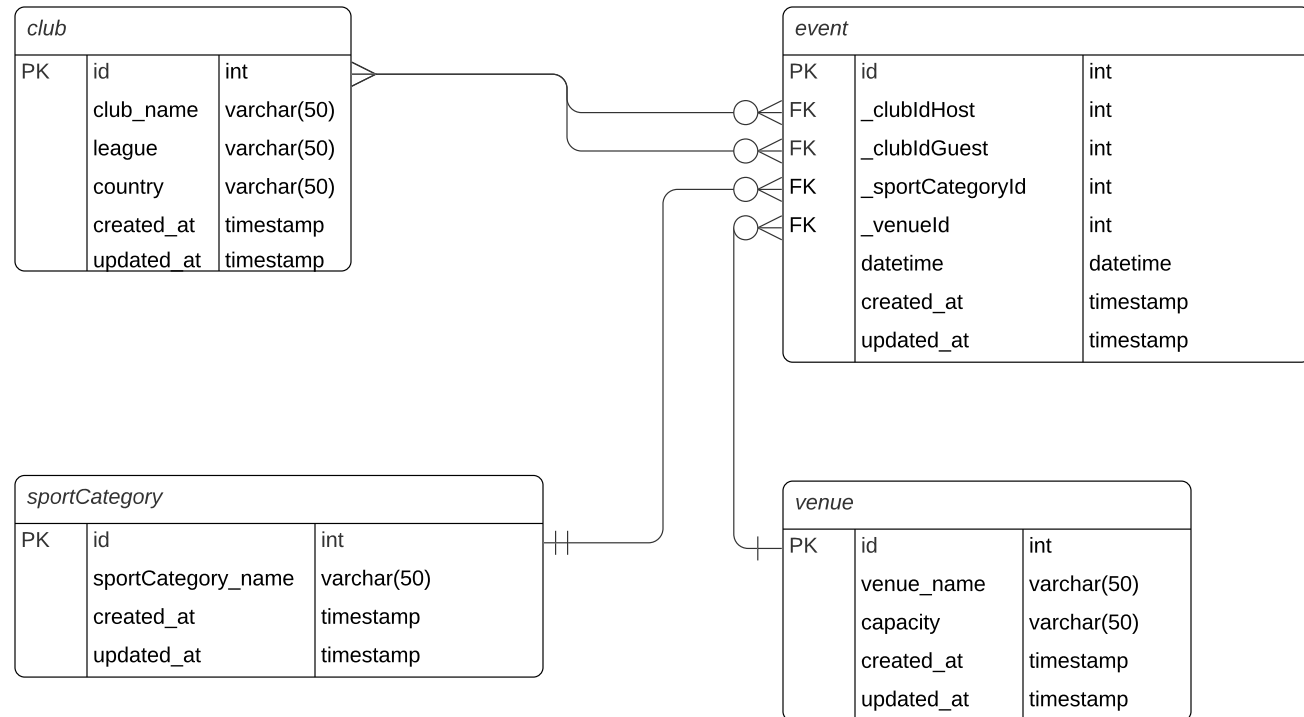 club
PK id int
club_name varchar(50)
league varchar(50)
country varchar(50)
created_at timestamp
updated_at timestamp
event
PK id int
FK _clubIdHost int
FK _clubIdGuest int
FK _sportCategoryId int
FK _venueId int
datetime datetime
created_at timestamp
updated_at timestamp
sportCategory
PK id int
sportCategory_name varchar(50)
created_at timestamp
updated_at timestamp
venue
PK id int
venue_name varchar(50)
capacity varchar(50)
created_at timestamp
updated_at timestamp